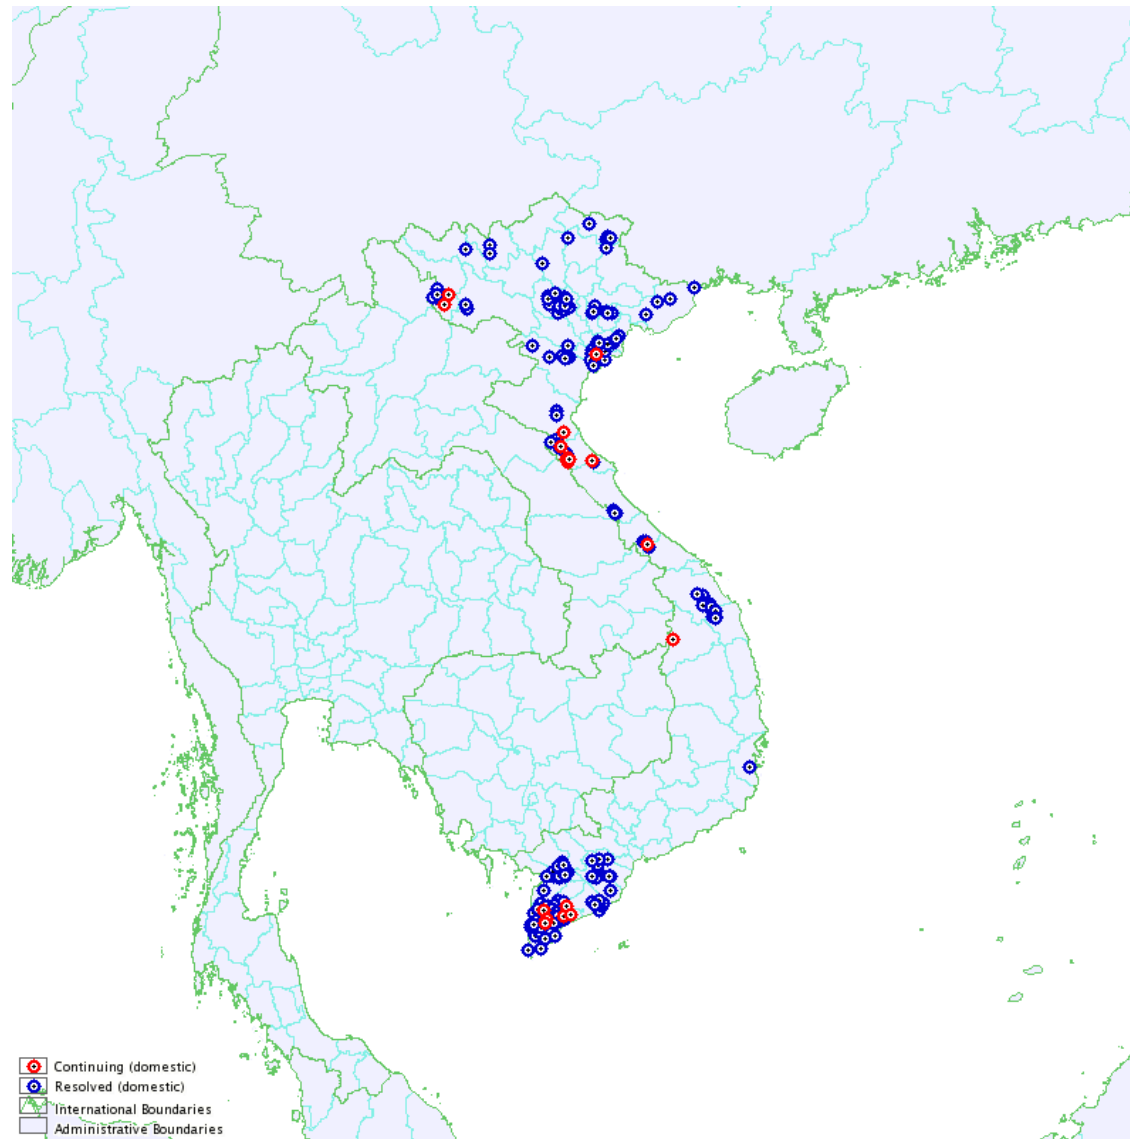 Continuing (domestic)
Resolved (domestic)
International Boundaries
Administrative Boundaries